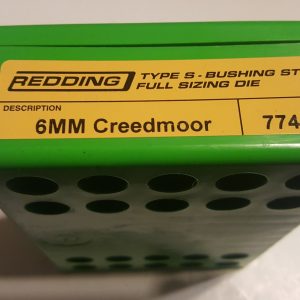 REDDING
TYPE S - BUSHING ST
FULL SIZING DIE
DESCRIPTION
6MM Creedmoor
774